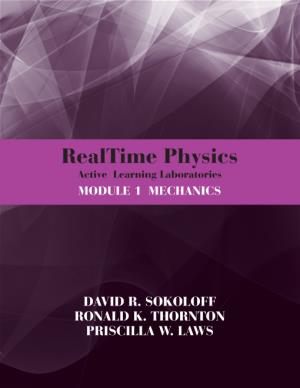 RealTime Physics
Active Learning Laboratories
MODULE 1 MECHANICS
DAVID R. SOKOLOFF
RONALD K. THORNTON
PRISCILLA W. LAWS